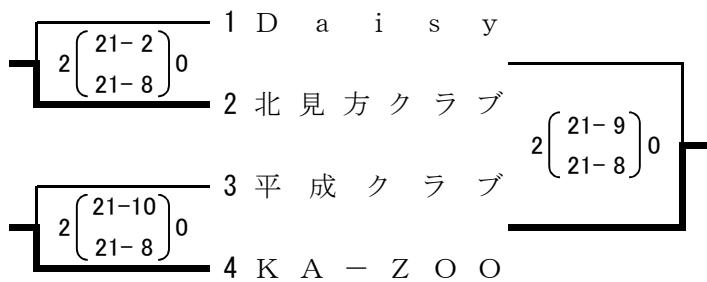 1 Daisy
2 ( 21- 2 21- 8 ) 0
2 北見方クラブ
2 ( 21- 9 21- 8 ) 0
3 平成クラブ
2 ( 21-10 21- 8 ) 0
4 KA-ZOO